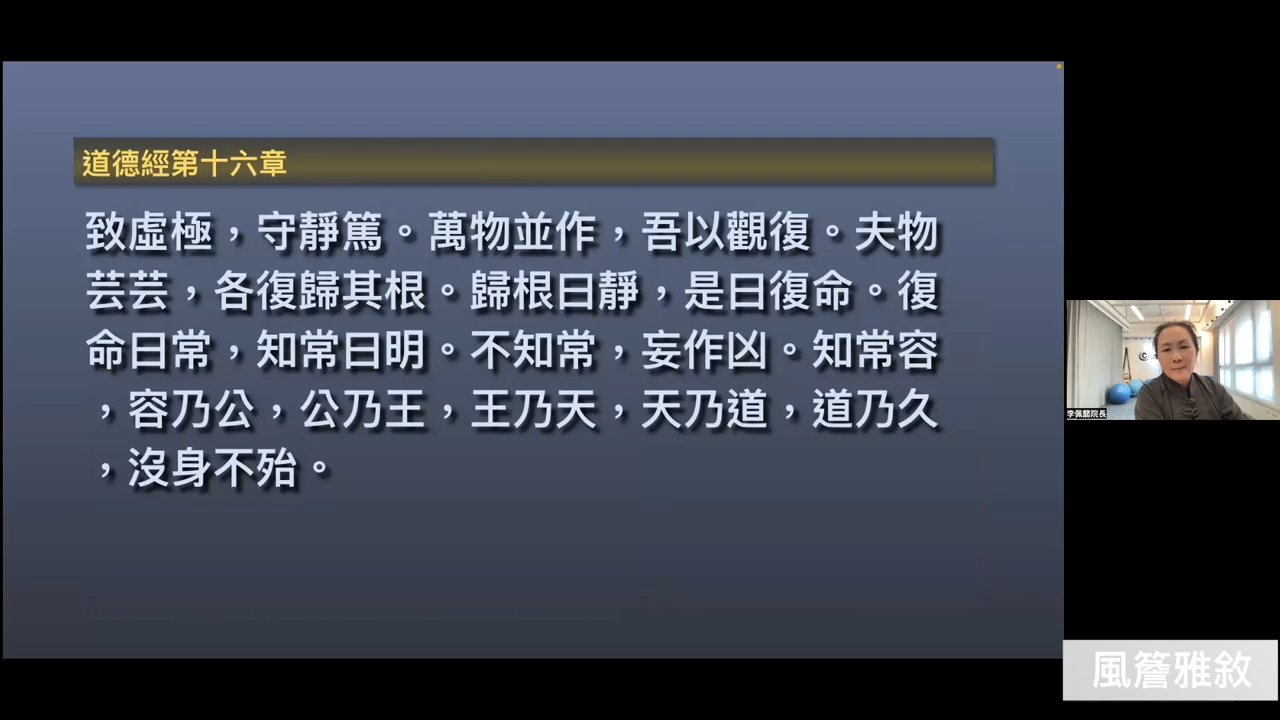 道德經第十六章
致虛極，守靜篤。萬物並作，吾以觀復。夫物
芸芸，各復歸其根。歸根曰靜，是曰復命。復
命曰常，知常曰明。不知常，妄作凶。知常容
，容乃公，公乃王，王乃天，天乃道，道乃久
，沒身不殆。
李佩懿院長
風簷雅敘